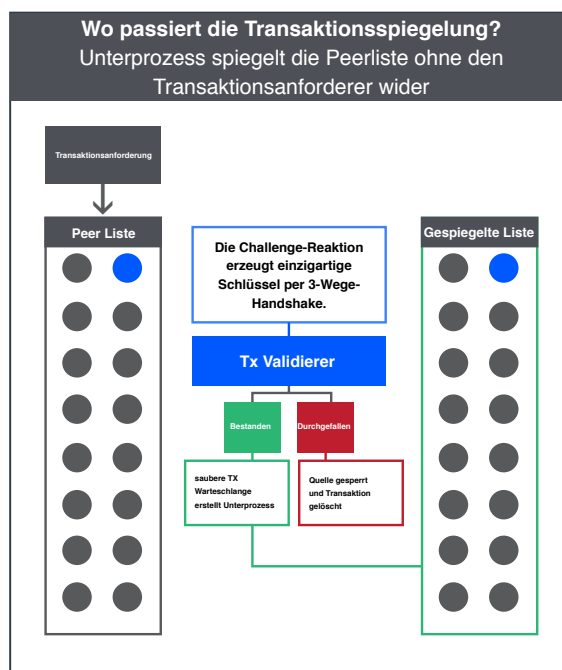 Wo passiert die Transaktionsspiegelung?
Unterprozess spiegelt die Peerliste ohne den
Transaktionsanforderer wider
Transaktionsanforderung
Peer Liste
Die Challenge-Reaktion
erzeugt einzigartige
Schlüssel per 3-Wege-
Handshake.
Gespiegelte Liste
Tx Validierer
Bestanden
Durchgefallen
saubere TX
Warteschlange
erstellt Unterprozess
Quelle gesperrt
und Transaktion
gelöscht